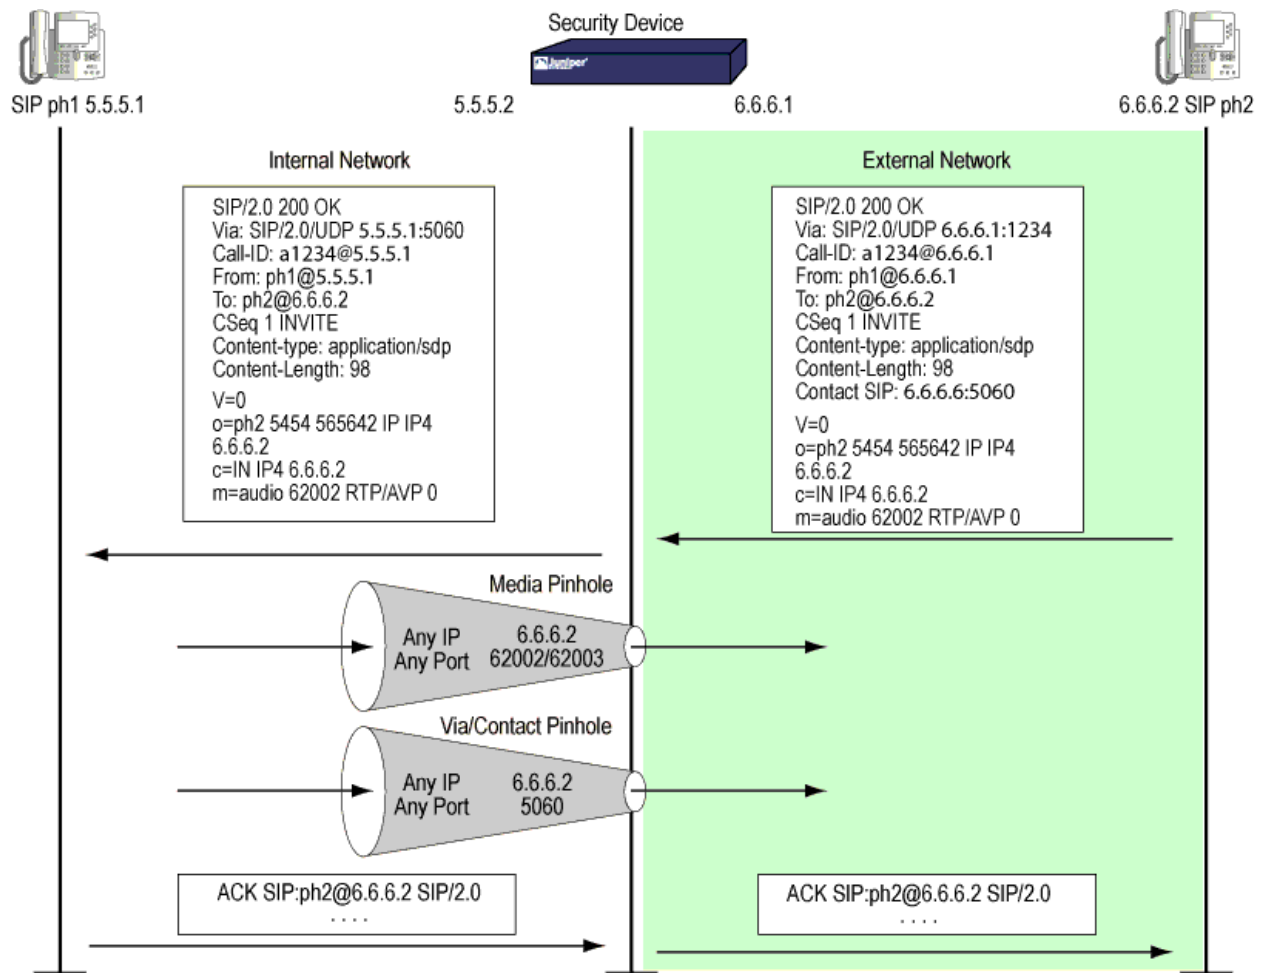 Security Device
Juniper
SIP ph1 5.5.5.1
5.5.5.2
6.6.6.1
6.6.6.2 SIP ph2
Internal Network
SIP/2.0 200 OK
Via: SIP/2.0/UDP 5.5.5.1:5060
Call-ID: a1234@5.5.5.1
From: ph1@5.5.5.1
To: ph2@6.6.6.2
CSeq 1 INVITE
Content-type: application/sdp
Content-Length: 98
V=0
o=ph2 5454 565642 IP IP4
6.6.6.2
c=IN IP4 6.6.6.2
m=audio 62002 RTP/AVP 0
External Network
SIP/2.0 200 OK
Via: SIP/2.0/UDP 6.6.6.1:1234
Call-ID: a1234@6.6.6.1
From: ph1@6.6.6.1
To: ph2@6.6.6.2
CSeq 1 INVITE
Content-type: application/sdp
Content-Length: 98
Contact SIP: 6.6.6.6:5060
V=0
o=ph2 5454 565642 IP IP4
6.6.6.2
c=IN IP4 6.6.6.2
m=audio 62002 RTP/AVP 0
Media Pinhole
Any IP
Any Port
6.6.6.2
62002/62003
Via/Contact Pinhole
Any IP
Any Port
6.6.6.2
5060
ACK SIP:ph2@6.6.6.2 SIP/2.0
. . . .
ACK SIP:ph2@6.6.6.2 SIP/2.0
. . . .